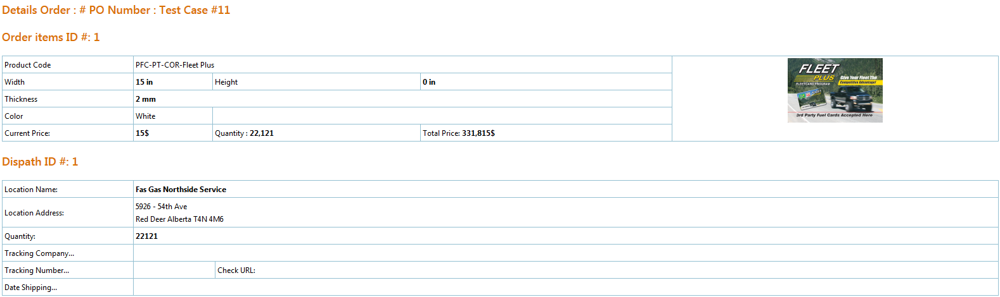 Details Order : # PO Number : Test Case #11
Order items ID #: 1
Product Code PFC-PT-COR-Fleet Plus
Width 15 in Height 0 in
Thickness 2 mm
Color White
Current Price: 15$ Quantity : 22,121 Total Price: 331,815$
FLEET
PLUS
FLEETCARD PROGRAM
Give Your Fleet The
Competitive Advantage!
3rd Party Fuel Cards Accepted Here
Dispath ID #: 1
Location Name: Fas Gas Northside Service
Location Address: 5926 - 54th Ave
Red Deer Alberta T4N 4M6
Quantity: 22121
Tracking Company...
Tracking Number... Check URL:
Date Shipping...